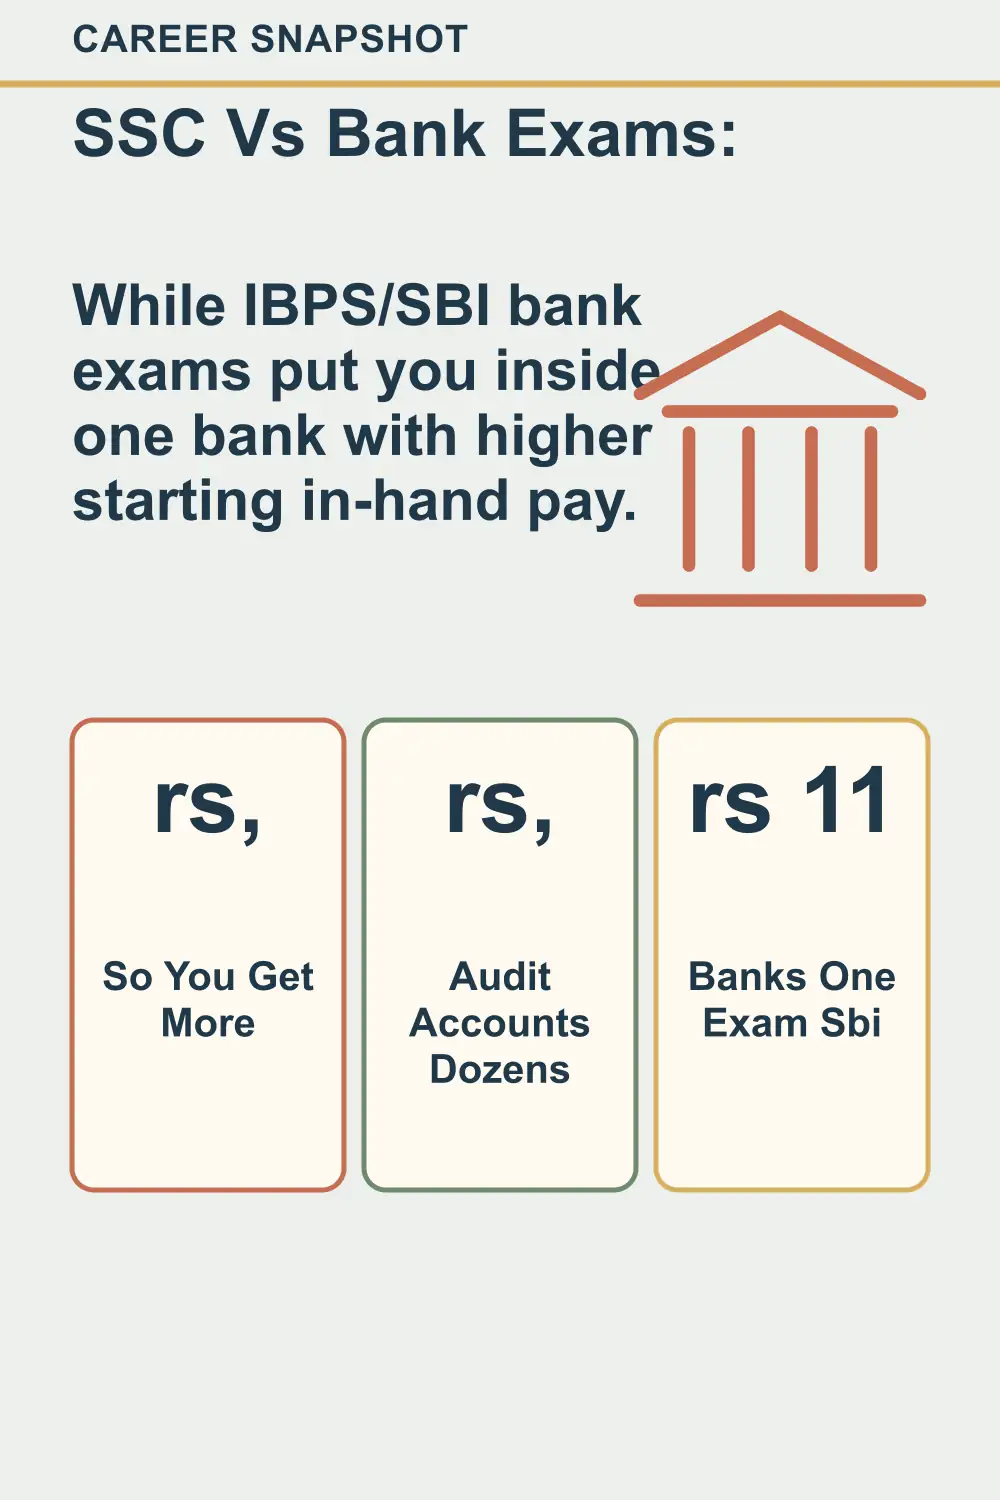 CAREER SNAPSHOT
SSC Vs Bank Exams:
While IBPS/SBI bank
exams put you inside
one bank with higher
starting in-hand pay.
rs,
So You Get
More
rs,
Audit
Accounts
Dozens
rs 11
Banks One
Exam Sbi